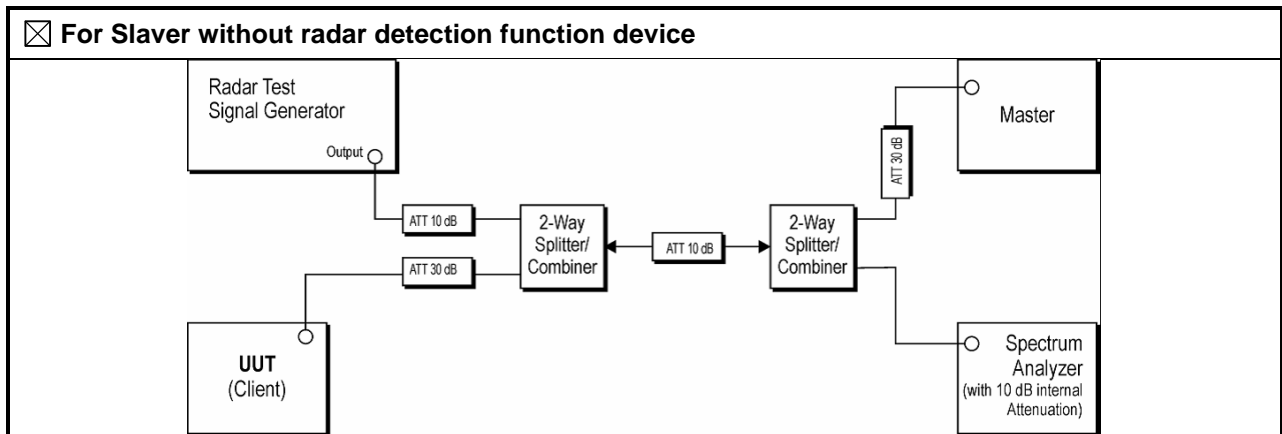 ☒ For Slaver without radar detection function device
Radar Test
Signal Generator
Output
ATT 10 dB
ATT 30 dB
2-Way
Splitter/
Combiner
ATT 10 dB
2-Way
Splitter/
Combiner
ATT 30 dB
Master
UUT
(Client)
Spectrum
Analyzer
(with 10 dB internal
Attenuation)